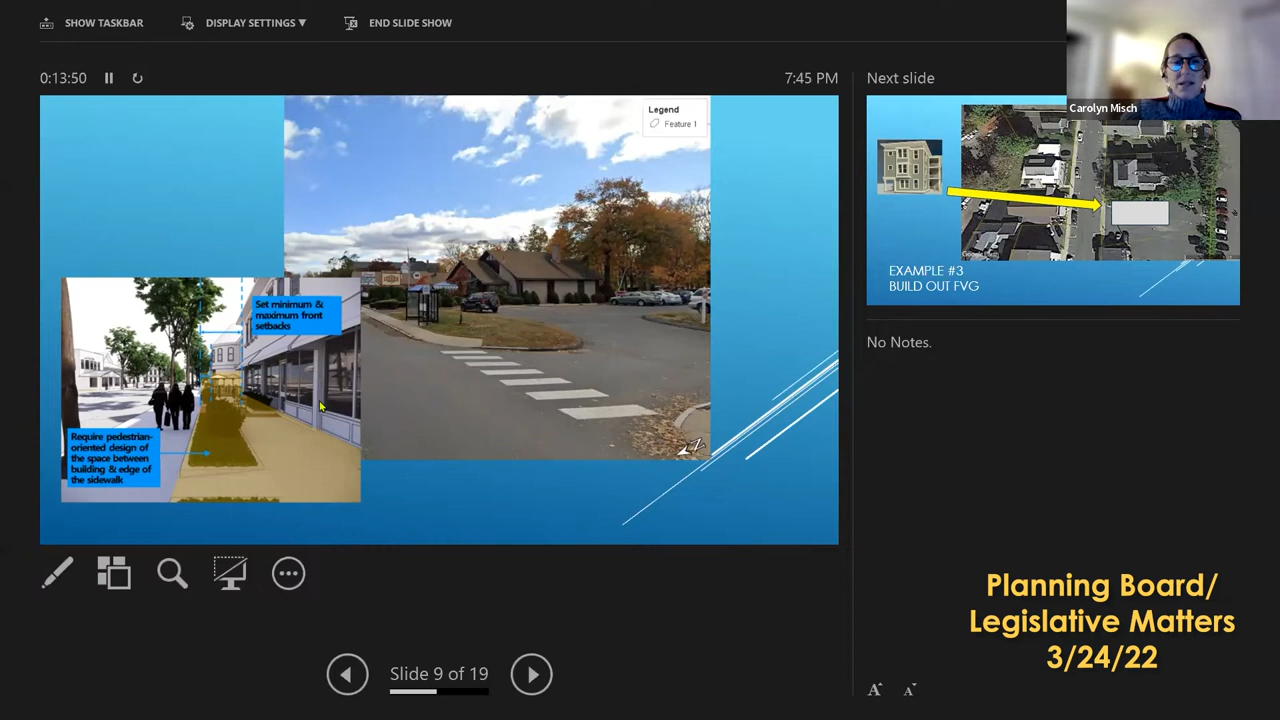 SHOW TASKBAR
DISPLAY SETTINGS ▼
END SLIDE SHOW
0:13:50
7:45 PM
Next slide
Carolyn Misch
Legend
Feature 1
Set minimum &
maximum front
setbacks
Require pedestrian-
oriented design of
the space between
building & edge of
the sidewalk
N
EXAMPLE #3
BUILD OUT FVG
No Notes.
Slide 9 of 19
Planning Board/
Legislative Matters
3/24/22
A
A